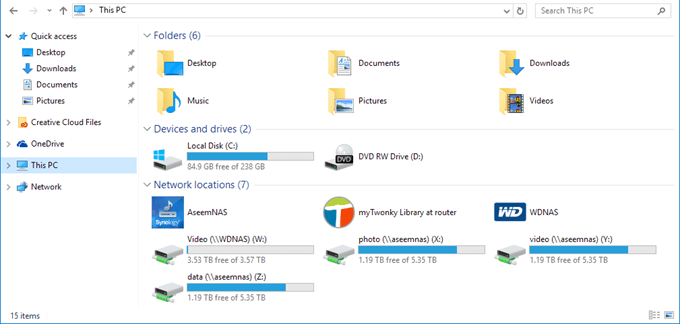 This PC
Search This PC
Quick access
Desktop
Downloads
Documents
Pictures
Creative Cloud Files
OneDrive
This PC
Network
Folders (6)
Desktop
Documents
Downloads
Music
Pictures
Videos
Devices and drives (2)
Local Disk (C:)
84.9 GB free of 238 GB
DVD
DVD RW Drive (D:)
Network locations (7)
Synology
AseemNAS
myTwonky Library at router
WD
WDNAS
Video (\\WDNAS) (W:)
3.53 TB free of 3.57 TB
photo (\\aseemnas) (X:)
1.19 TB free of 5.35 TB
video (\\aseemnas) (Y:)
1.19 TB free of 5.35 TB
data (\\aseemnas) (Z:)
1.19 TB free of 5.35 TB
15 items